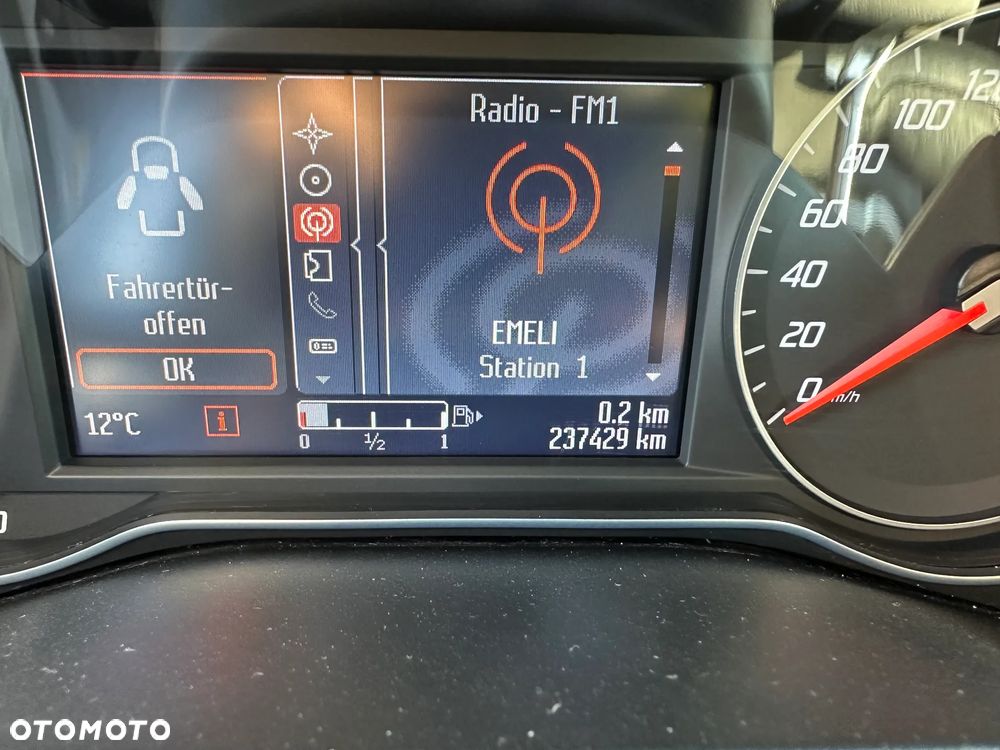 Radio - FM1
Fahrertür-
offen
OK
EMELI
Station 1
12°C
i
0 1/2 1
0.2 km
237429 km
0
20
40
60
80
100
km/h
OTOMOTO